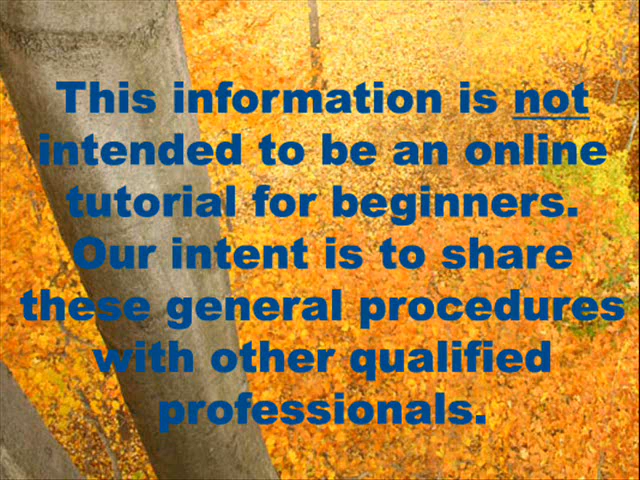 This information is not
intended to be an online
tutorial for beginners.
Our intent is to share
these general procedures
with other qualified
professionals.